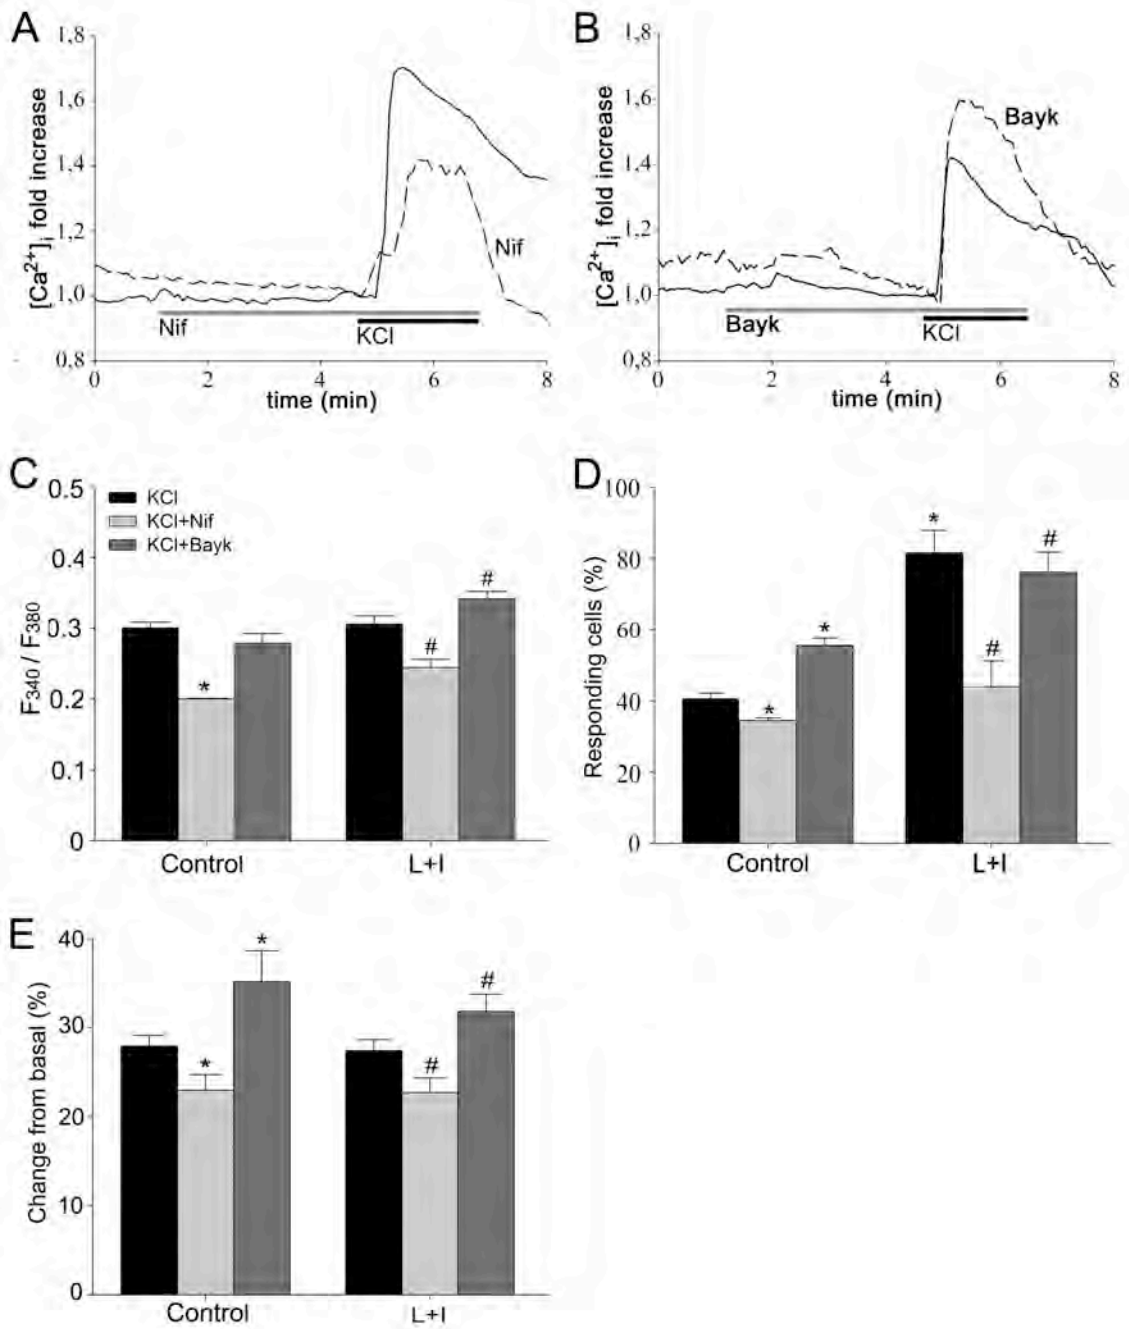 A
1,8
1,6
1,4
1,2
1,0
0,8
[Ca²⁺]ᵢ fold increase
Nif
Nif
KCl
0
2
4
6
8
time (min)
B
1,8
1,6
1,4
1,2
1,0
0,8
[Ca²⁺]ᵢ fold increase
Bayk
Bayk
KCl
0
2
4
6
8
time (min)
C
0.5
0.4
0.3
0.2
0.1
0
F340 / F380
KCl
KCl+Nif
KCl+Bayk
*
#
#
Control
L+I
D
100
80
60
40
20
0
Responding cells (%)
*
*
*
#
#
Control
L+I
E
40
30
20
10
0
Change from basal (%)
*
*
#
#
Control
L+I